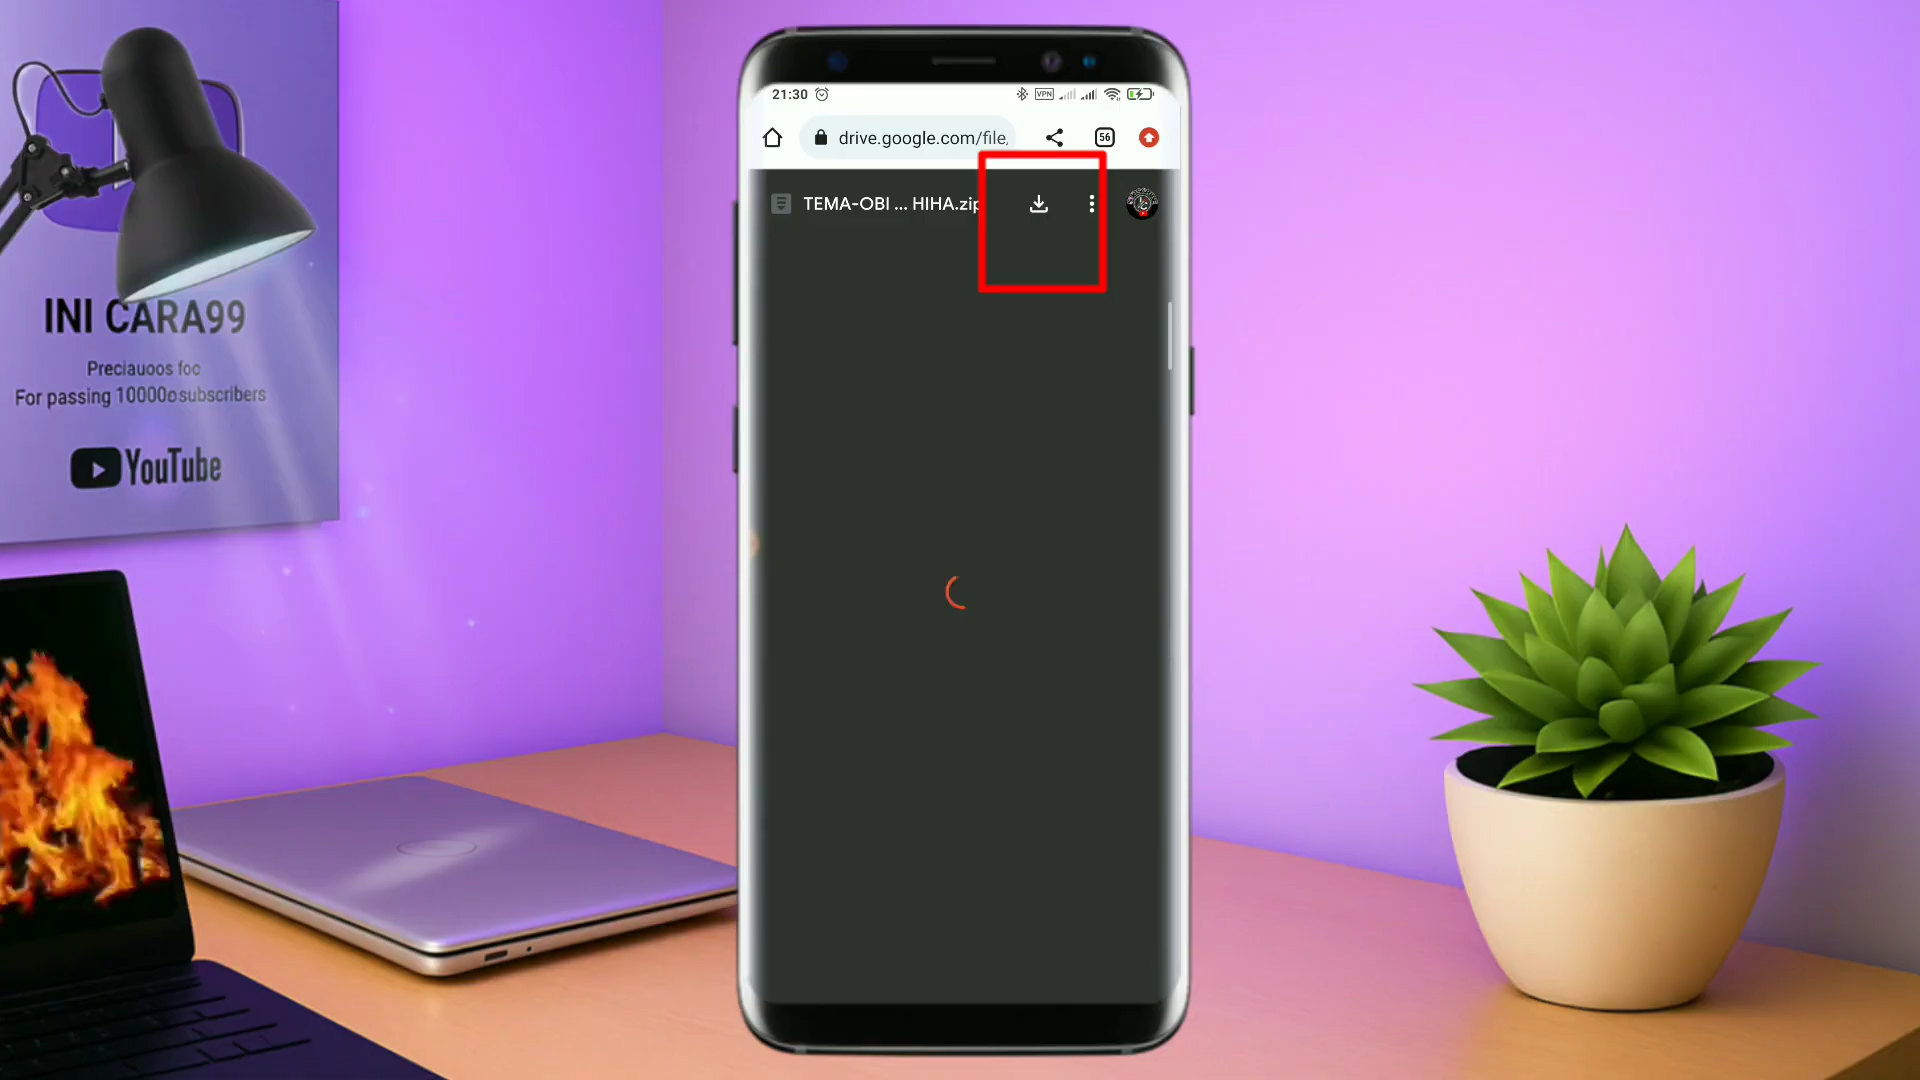 21:30
VPN
drive.google.com/file,
56
TEMA-OBI ... HIHA.zip
INI CARA99
Preciauoos foc
For passing 10000osubscribers
YouTube